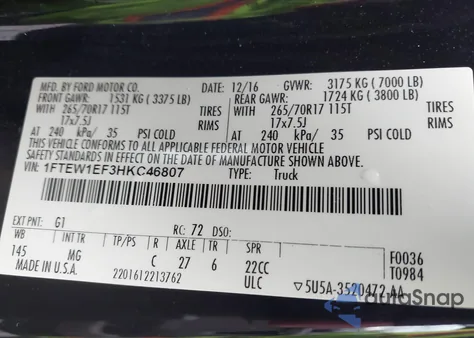 MFD. BY FORD MOTOR CO. DATE: 12/16 GVWR: 3175 KG ( 7000 LB)
FRONT GAWR: 1531 KG ( 3375 LB) REAR GAWR: 1724 KG ( 3800 LB)
WITH 265/70R17 115T TIRES WITH 265/70R17 115T TIRES
17x7.5J RIMS 17x7.5J RIMS
AT 240 kPa/ 35 PSI COLD AT 240 kPa/ 35 PSI COLD
THIS VEHICLE CONFORMS TO ALL APPLICABLE FEDERAL MOTOR VEHICLE
SAFETY STANDARDS IN EFFECT ON THE DATE OF MANUFACTURE SHOWN ABOVE.
VIN: 1FTEW1EF3HKC46807 TYPE: Truck
EXT PNT: G1 RC: 72 DSO:
WB INT TR TP/PS R AXLE TR SPR
145 MG C 27 6 22CC F0036
T0984
MADE IN U.S.A. 2201612213762 ULC ▽5U5A-3520472-AA
autoSnap